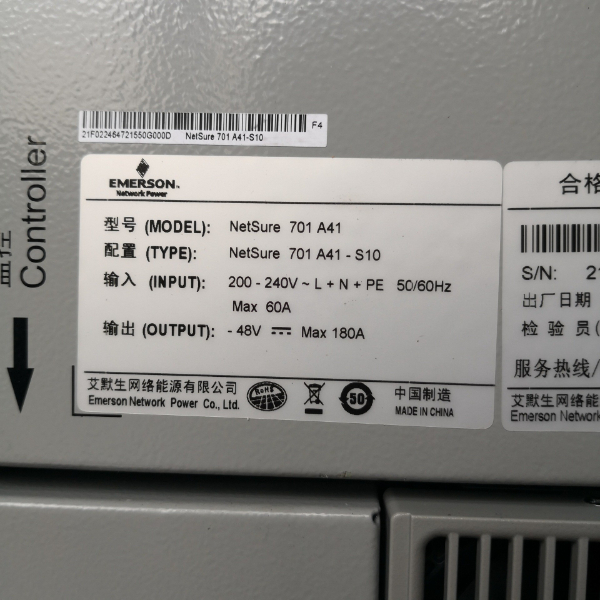 21F022464721550G000D NetSure 701 A41-S10 F4
EMERSON
Network Power
型号 (MODEL): NetSure 701 A41
配置 (TYPE): NetSure 701 A41 - S10
输入 (INPUT): 200 - 240V ~ L + N + PE 50/60Hz
Max 60A
输出 (OUTPUT): - 48V Max 180A
艾默生网络能源有限公司
Emerson Network Power Co., Ltd.
RoHS
50
中国制造
MADE IN CHINA
监控
Controller
合格
S/N: 21
出厂日期
检 验 员(
服务热线/
艾默生网络能
Emerson Network